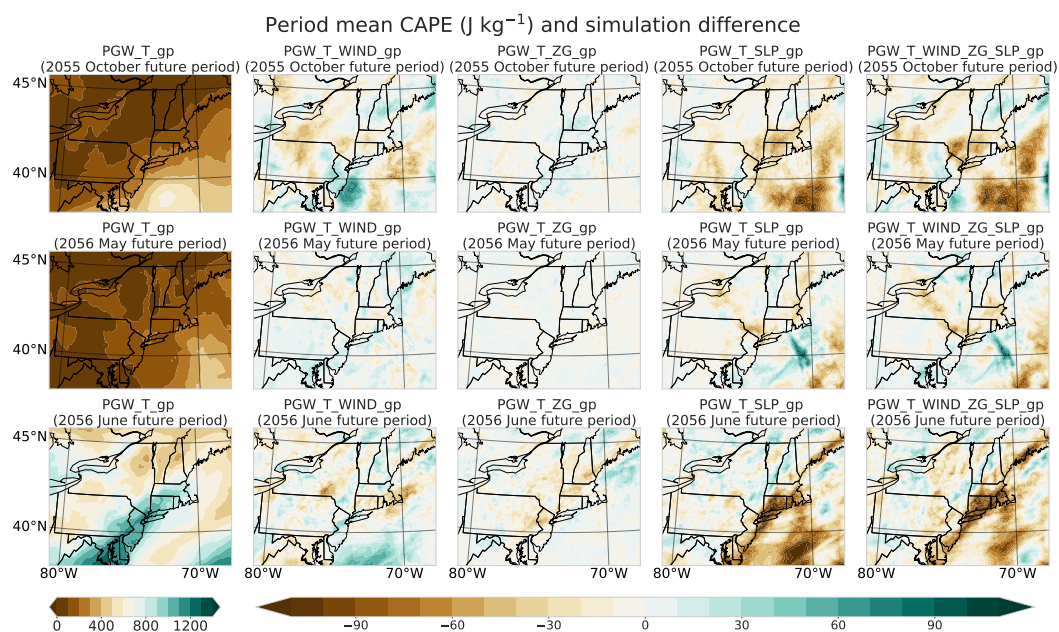 Period mean CAPE (J kg⁻¹) and simulation difference
PGW_T_gp
(2055 October future period)
PGW_T_WIND_gp
(2055 October future period)
PGW_T_ZG_gp
(2055 October future period)
PGW_T_SLP_gp
(2055 October future period)
PGW_T_WIND_ZG_SLP_gp
(2055 October future period)
45°N
40°N
PGW_T_gp
(2056 May future period)
PGW_T_WIND_gp
(2056 May future period)
PGW_T_ZG_gp
(2056 May future period)
PGW_T_SLP_gp
(2056 May future period)
PGW_T_WIND_ZG_SLP_gp
(2056 May future period)
45°N
40°N
PGW_T_gp
(2056 June future period)
PGW_T_WIND_gp
(2056 June future period)
PGW_T_ZG_gp
(2056 June future period)
PGW_T_SLP_gp
(2056 June future period)
PGW_T_WIND_ZG_SLP_gp
(2056 June future period)
45°N
40°N
80°W 70°W 80°W 70°W 80°W 70°W 80°W 70°W 80°W 70°W
0 400 800 1200
−90 −60 −30 0 30 60 90